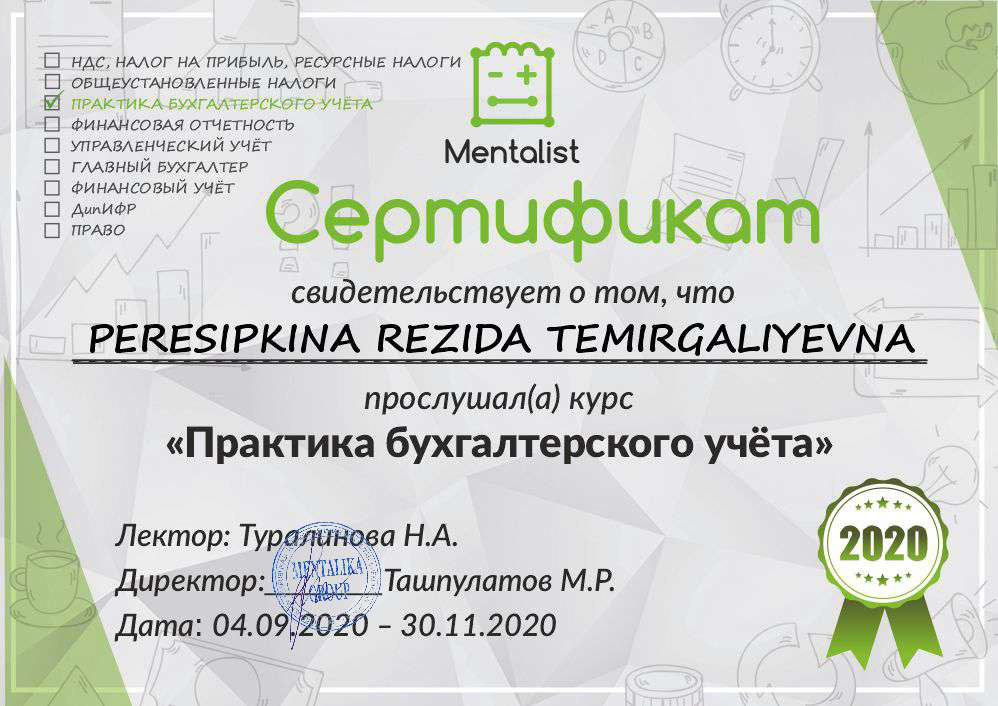 НДС, НАЛОГ НА ПРИБЫЛЬ, РЕСУРСНЫЕ НАЛОГИ
ОБЩЕУСТАНОВЛЕННЫЕ НАЛОГИ
ПРАКТИКА БУХГАЛТЕРСКОГО УЧЁТА
ФИНАНСОВАЯ ОТЧЕТНОСТЬ
УПРАВЛЕНЧЕСКИЙ УЧЁТ
ГЛАВНЫЙ БУХГАЛТЕР
ФИНАНСОВЫЙ УЧЁТ
ДипИФР
ПРАВО
Mentalist
Сертификат
свидетельствует о том, что
PERESIPKINA REZIDA TEMIRGALIYEVNA
прослушал(а) курс
«Практика бухгалтерского учёта»
Лектор: Туралинова Н.А.
Директор: Ташпулатов М.Р.
MENTALIKA
GROUP
Дата: 04.09.2020 – 30.11.2020
2020
A
B
C
D